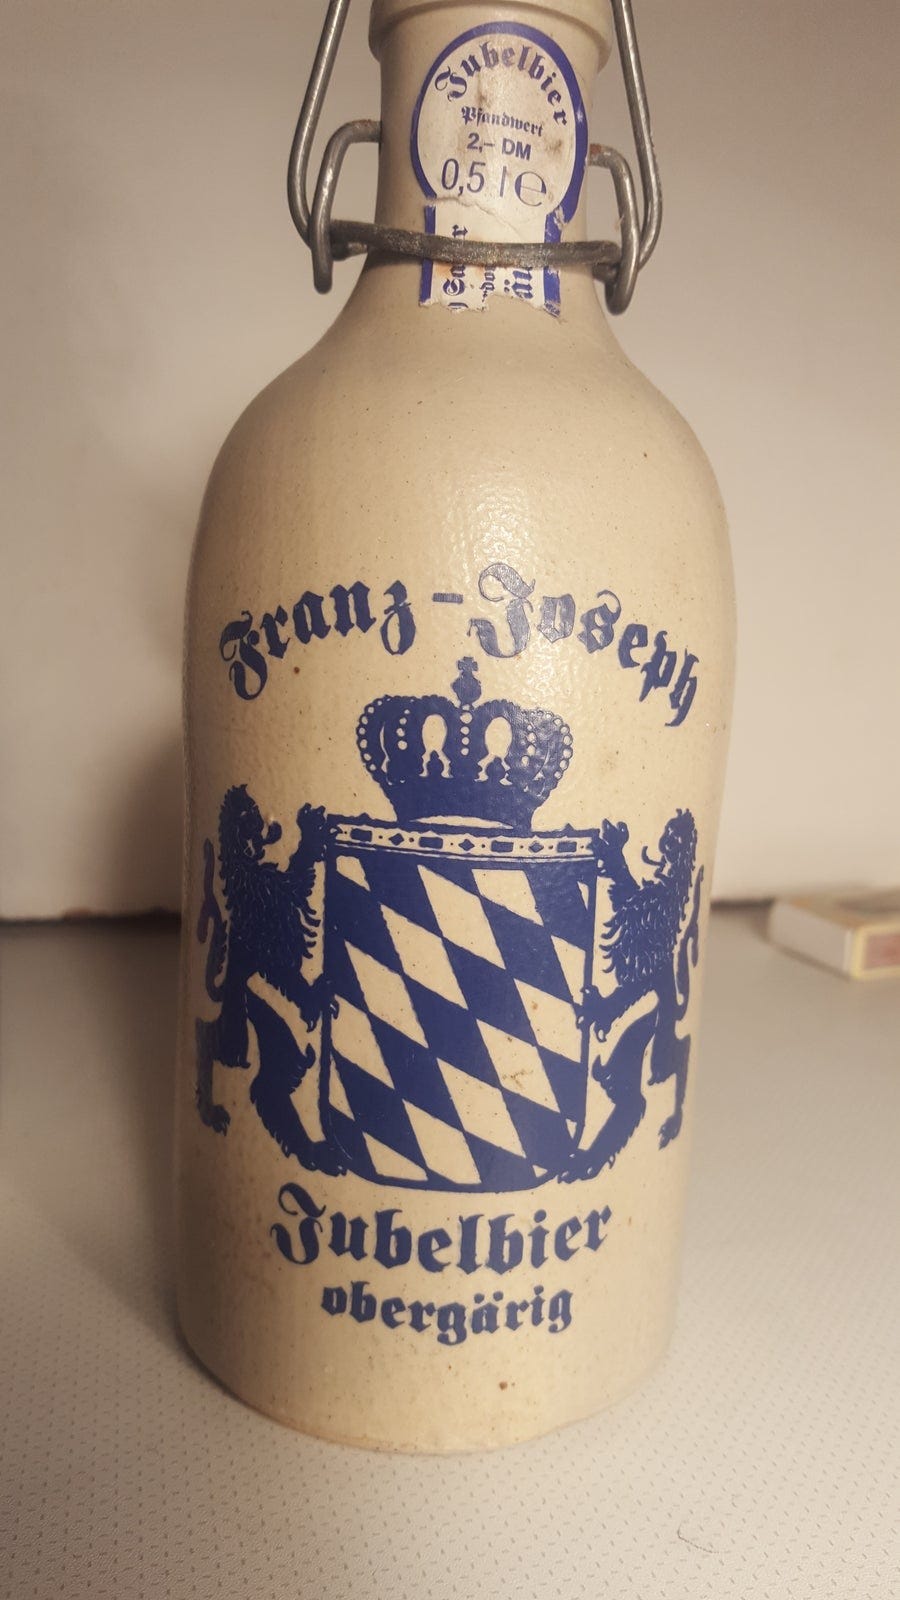 Jubelbier
Pfandwert
2,- DM
0,5 l e
Franz-Joseph
Jubelbier
obergärig